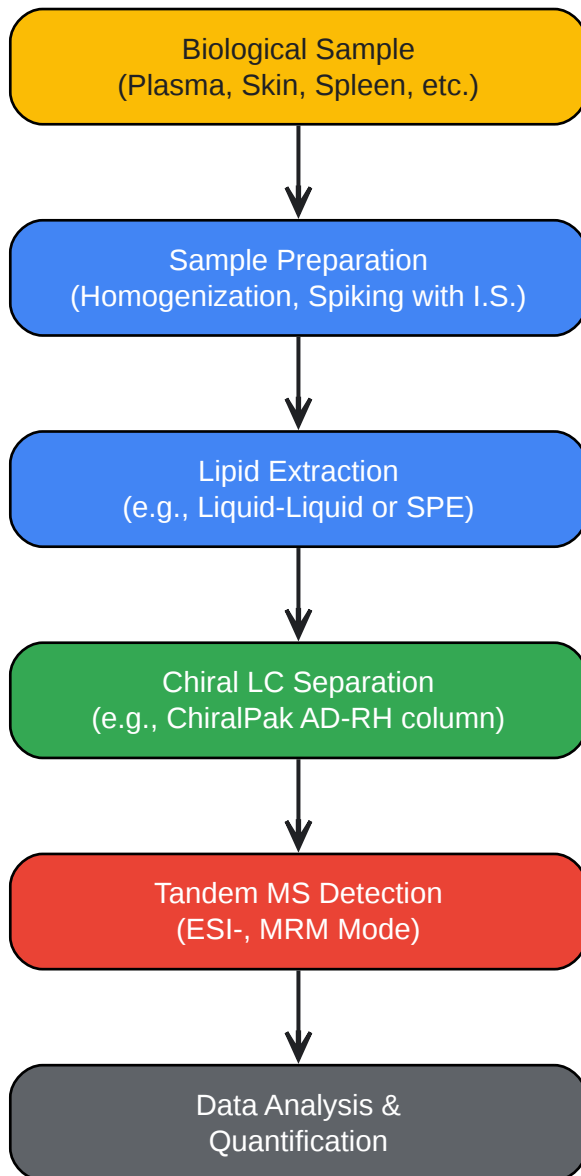 Biological Sample
(Plasma, Skin, Spleen, etc.)
Sample Preparation
(Homogenization, Spiking with I.S.)
Lipid Extraction
(e.g., Liquid-Liquid or SPE)
Chiral LC Separation
(e.g., ChiralPak AD-RH column)
Tandem MS Detection
(ESI-, MRM Mode)
Data Analysis &
Quantification